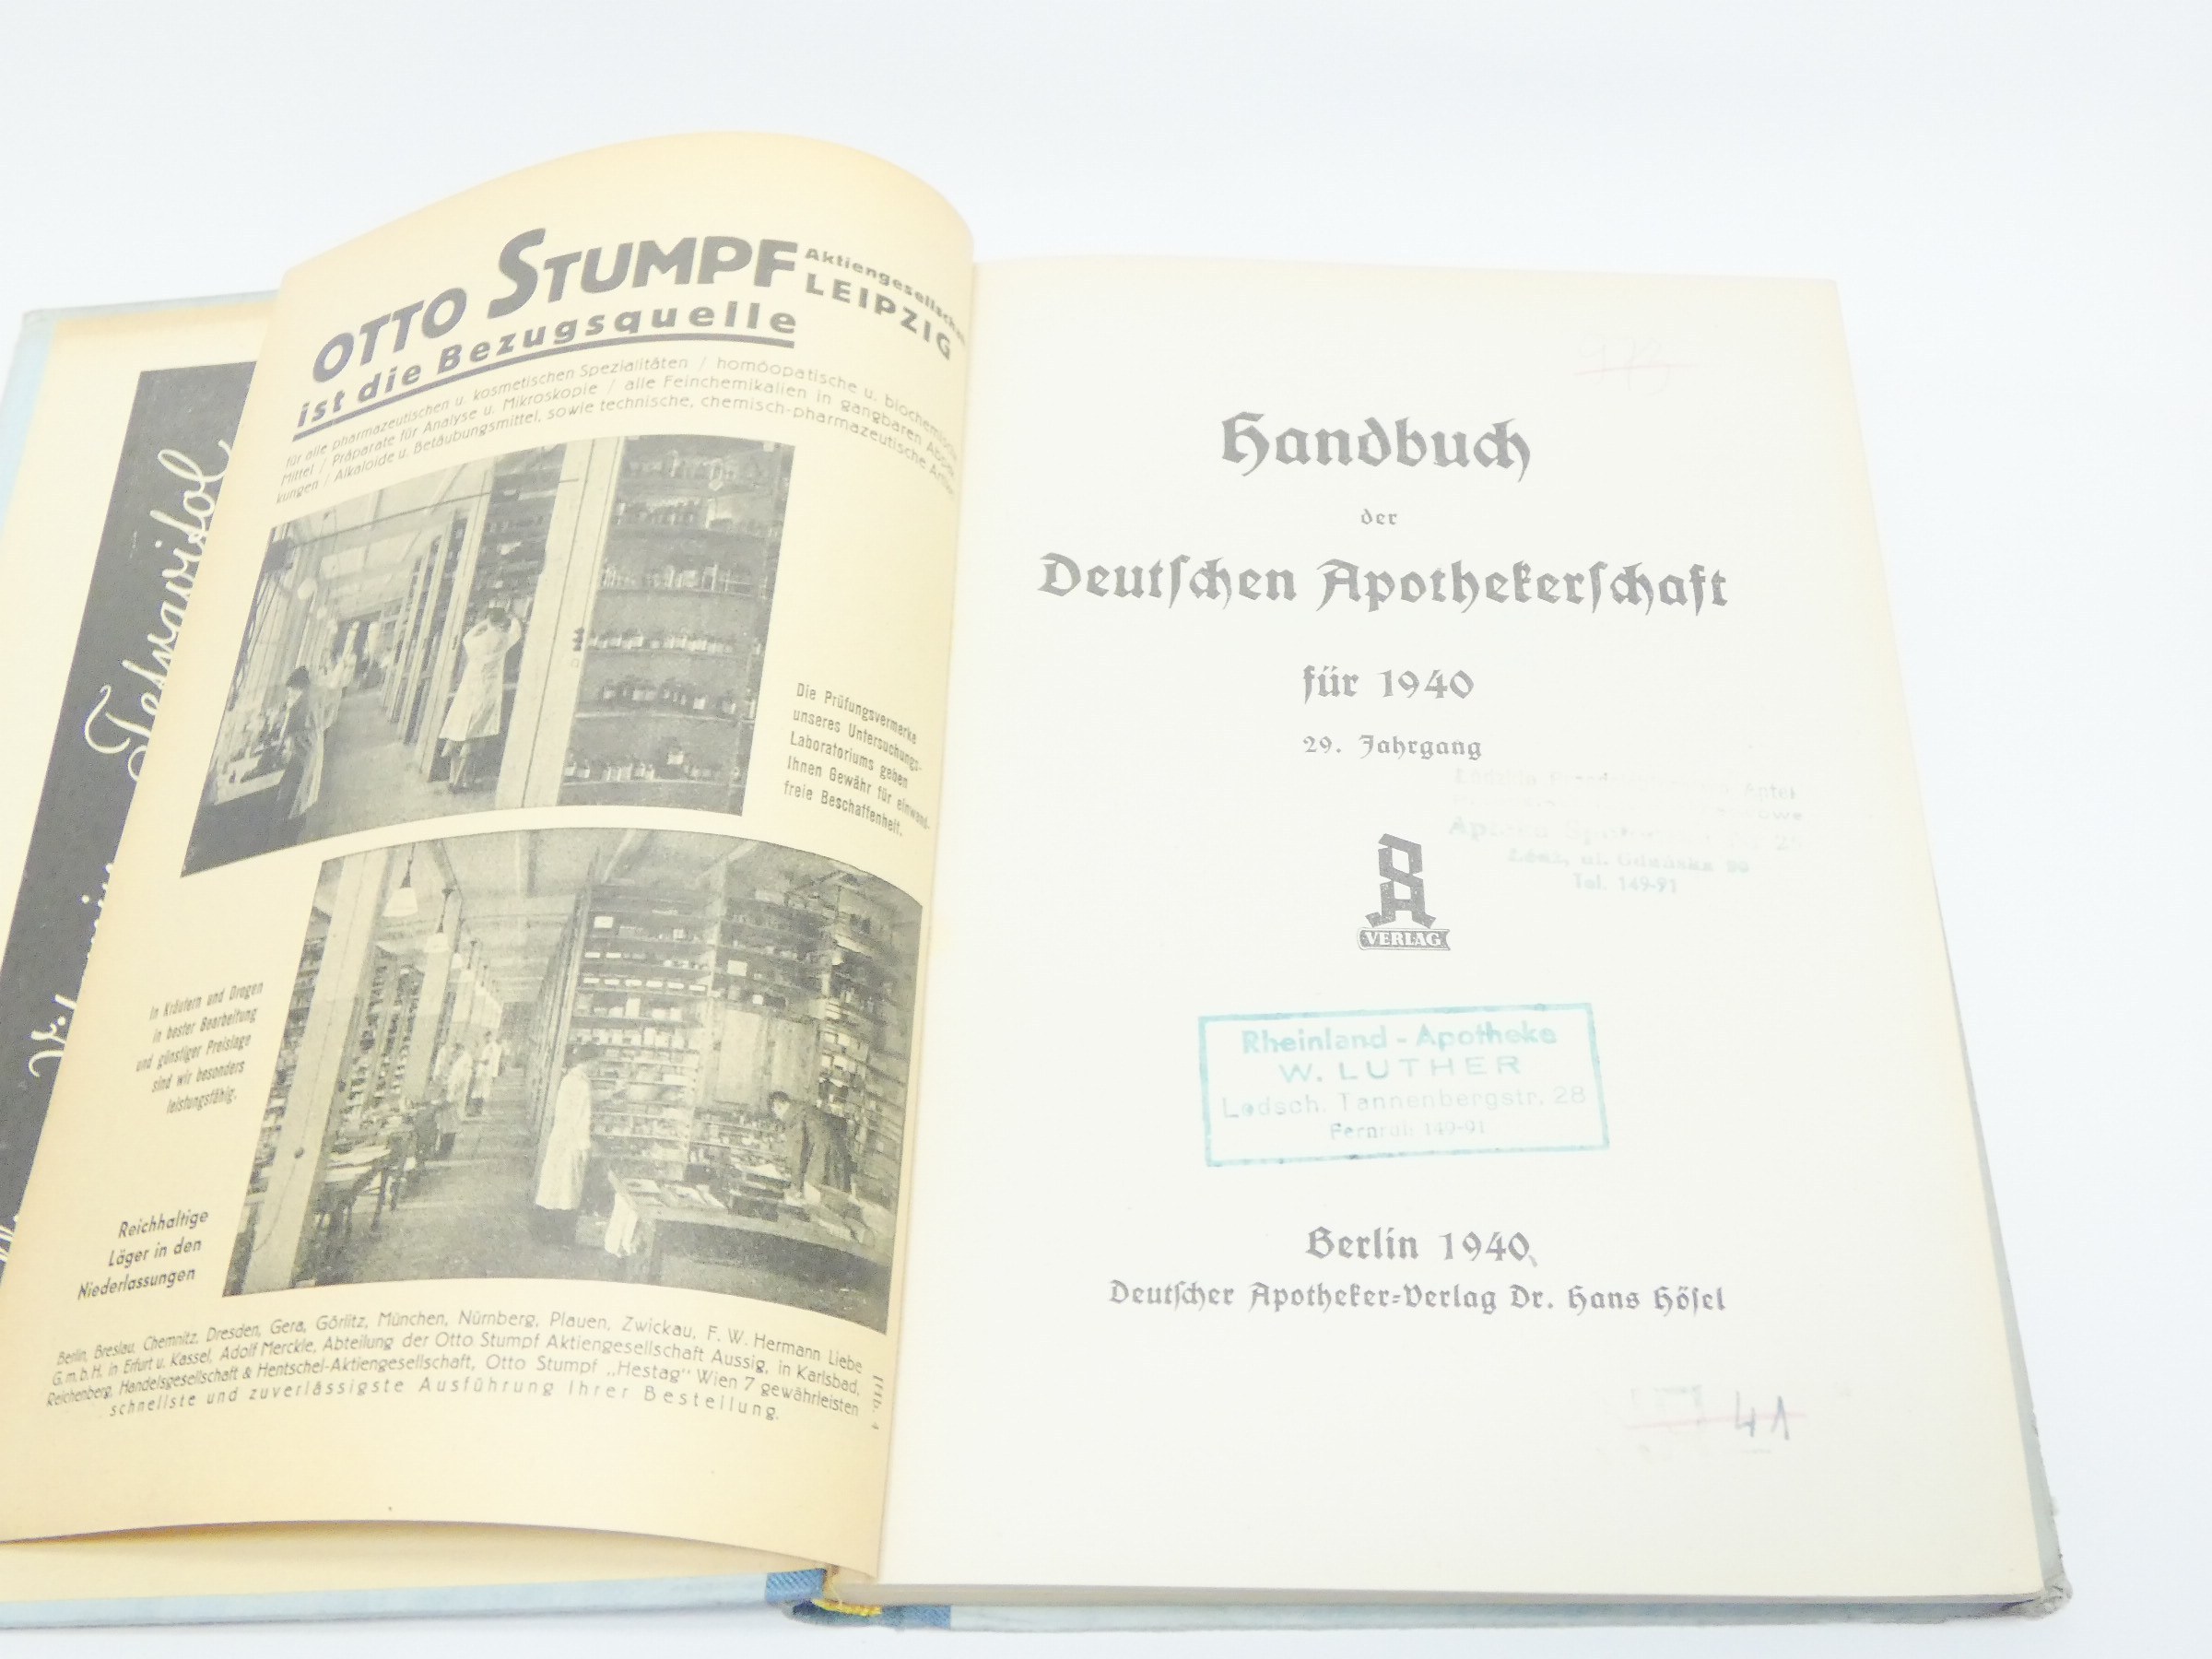 OTTO STUMPF Aktiengesellschaft
LEIPZIG
ist die Bezugsquelle
für alle pharmazeutischen u. kosmetischen Spezialitäten / homöopatische u. biochemische
Mittel / Präparate für Analyse u. Mikroskopie / alle Feinchemikalien in gangbaren
kungen / Alkaloide u. Betäubungsmittel, sowie technische, chemisch-pharmazeutische
Die Prüfungsvermerke
unseres Untersuchungs-
Laboratoriums geben
Ihnen Gewähr für einwand-
freie Beschaffenheit.
In Kräutern und Drogen
in bester Bearbeitung
und günstiger Preislage
sind wir besonders
leistungsfähig.
Reichhaltige
Läger in den
Niederlassungen
Berlin, Breslau, Chemnitz, Dresden, Gera, Görlitz, München, Nürnberg, Plauen, Zwickau, F. W. Hermann Liebe
G. m. b. H. in Erfurt u. Kassel, Adolf Merckle, Abteilung der Otto Stumpf Aktiengesellschaft Aussig, in Karlsbad,
Reichenberg, Handelsgesellschaft & Hentschel-Aktiengesellschaft, Otto Stumpf „Hestag“ Wien 7 gewährleisten
schnellste und zuverlässigste Ausführung Ihrer Bestellung.
Handbuch
der
Deutschen Apothekerschaft
für 1940
29. Jahrgang
Tel. 149-91
VERLAG
Rheinland - Apotheke
W. LUTHER
Lodsch, Tannenbergstr. 28
Fernruf: 149-91
Berlin 1940
Deutscher Apotheker-Verlag Dr. Hans Hösel
41